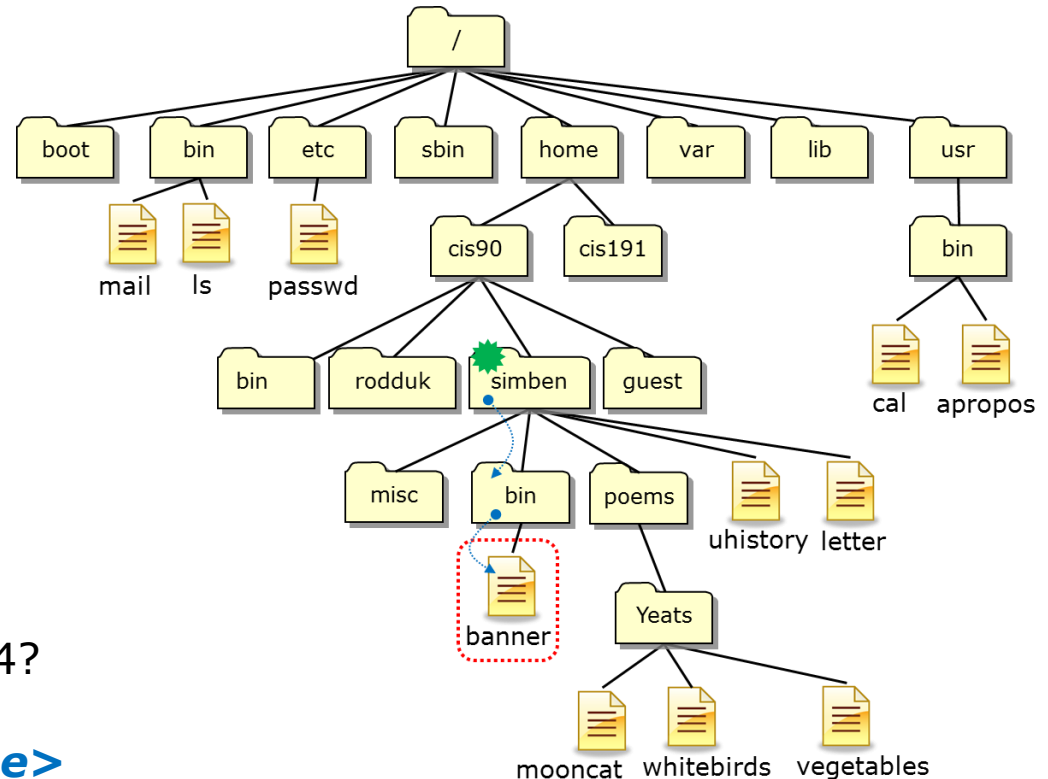 /
boot bin etc sbin home var lib usr
cis90 cis191 bin
mail ls passwd
bin rodduk simben guest
cal apropos
misc bin poems
uhistory letter
Yeats
banner
4?
e>
mooncat whitebirds vegetables